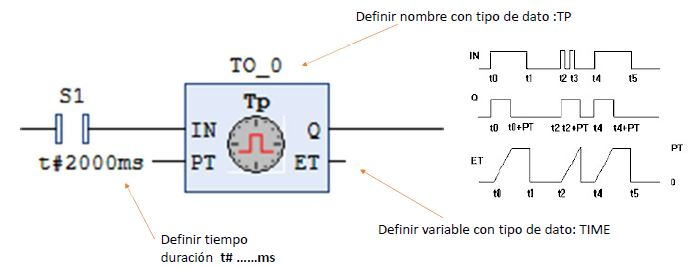 Definir nombre con tipo de dato :TP
TO_0
S1
Tp
IN
Q
t#2000ms
PT
ET
Definir tiempo
duración t# ......ms
Definir variable con tipo de dato: TIME
IN
t0 t1 t2 t3 t4 t5
Q
t0 t0+PT t2 t2+PT t4 t4+PT
ET
PT
0
t0 t1 t2 t4 t5